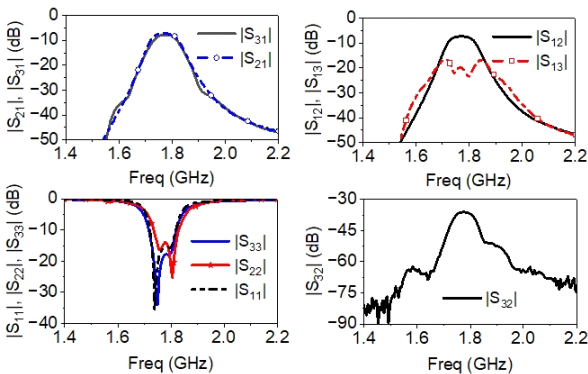 |S21|, |S31| (dB)
0
−10
−20
−30
−40
−50
|S31|
|S21|
1.4 1.6 1.8 2.0 2.2
Freq (GHz)
|S12|, |S13| (dB)
0
−10
−20
−30
−40
−50
|S12|
|S13|
1.4 1.6 1.8 2.0 2.2
Freq (GHz)
|S11|, |S22|, |S33| (dB)
0
−10
−20
−30
−40
|S33|
|S22|
|S11|
1.4 1.6 1.8 2.0 2.2
Freq (GHz)
|S32| (dB)
−30
−45
−60
−75
−90
|S32|
1.4 1.6 1.8 2.0 2.2
Freq (GHz)